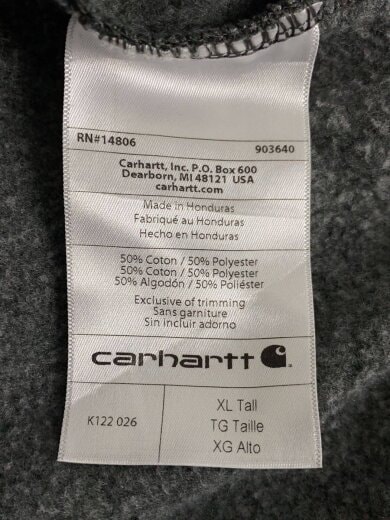 RN#14806 903640
Carhartt, Inc. P.O. Box 600
Dearborn, MI 48121 USA
carhartt.com
Made in Honduras
Fabriqué au Honduras
Hecho en Honduras
50% Coton / 50% Polyester
50% Coton / 50% Polyester
50% Algodón / 50% Poliéster
Exclusive of trimming
Sans garniture
Sin incluir adorno
carhartt
K122 026
XL Tall
TG Taille
XG Alto